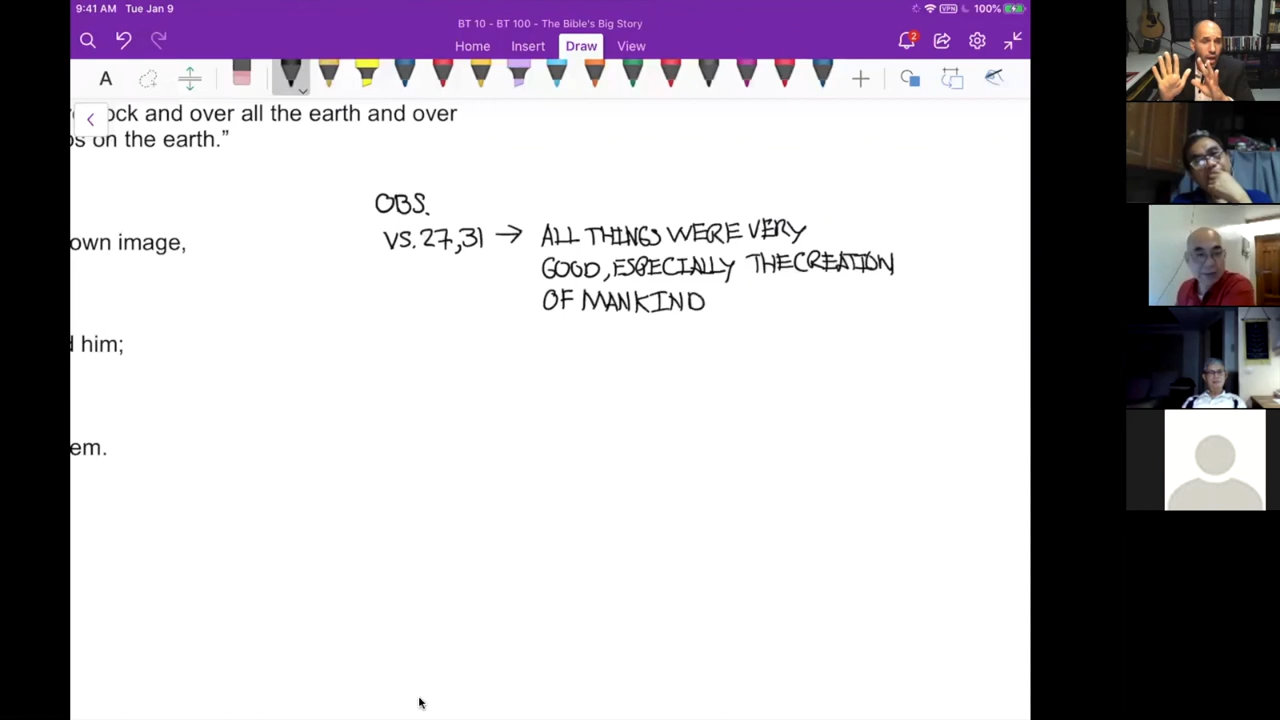 9:41 AM Tue Jan 9
VPN 100%
BT 10 - BT 100 - The Bible's Big Story
Home Insert Draw View
2
A
ock and over all the earth and over
on the earth.”
OBS.
own image,
VS. 27,31 → ALL THINGS WERE VERY
GOOD, ESPECIALLY THE CREATION
OF MANKIND
him;
em.